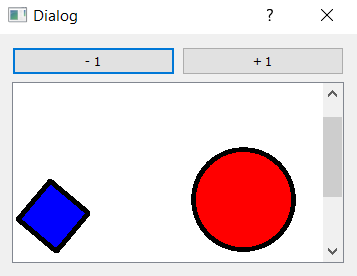 Dialog
?
- 1
+ 1